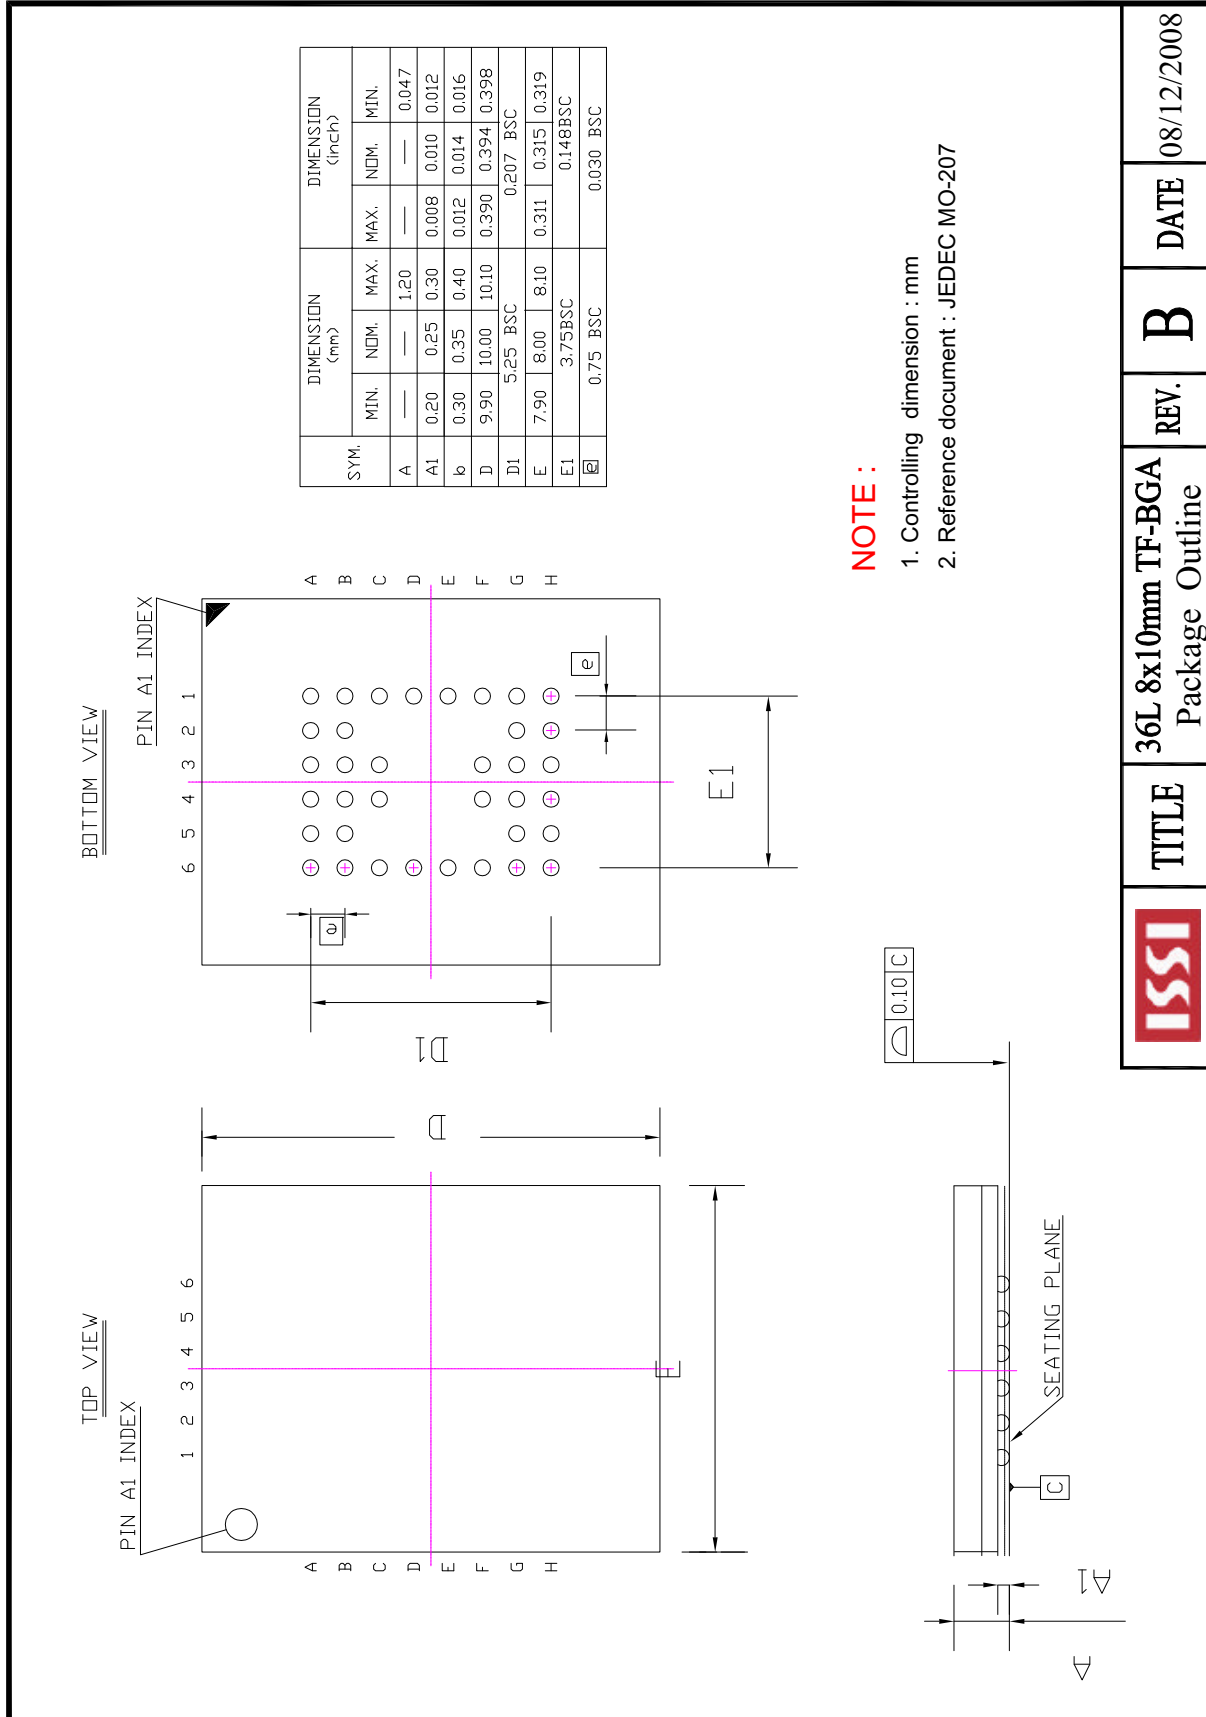 TOP VIEW
PIN A1 INDEX
1 2 3 4 5 6
A
B
C
D
E
F
G
H
D
E
BOTTOM VIEW
PIN A1 INDEX
6 5 4 3 2 1
A
B
C
D
E
F
G
H
e
D1
e
E1
SYM.
DIMENSION (mm)
DIMENSION (inch)
MIN. NOM. MAX. MAX. NOM. MIN.
A — — 1.20 — — 0.047
A1 0.20 0.25 0.30 0.008 0.010 0.012
b 0.30 0.35 0.40 0.012 0.014 0.016
D 9.90 10.00 10.10 0.390 0.394 0.398
D1 5.25 BSC 0.207 BSC
E 7.90 8.00 8.10 0.311 0.315 0.319
E1 3.75BSC 0.148BSC
e 0.75 BSC 0.030 BSC
NOTE :
1. Controlling dimension : mm
2. Reference document : JEDEC MO-207
0.10 C
SEATING PLANE
C
A1
A
ISSI
TITLE
36L 8x10mm TF-BGA
Package Outline
REV.
B
DATE
08/12/2008